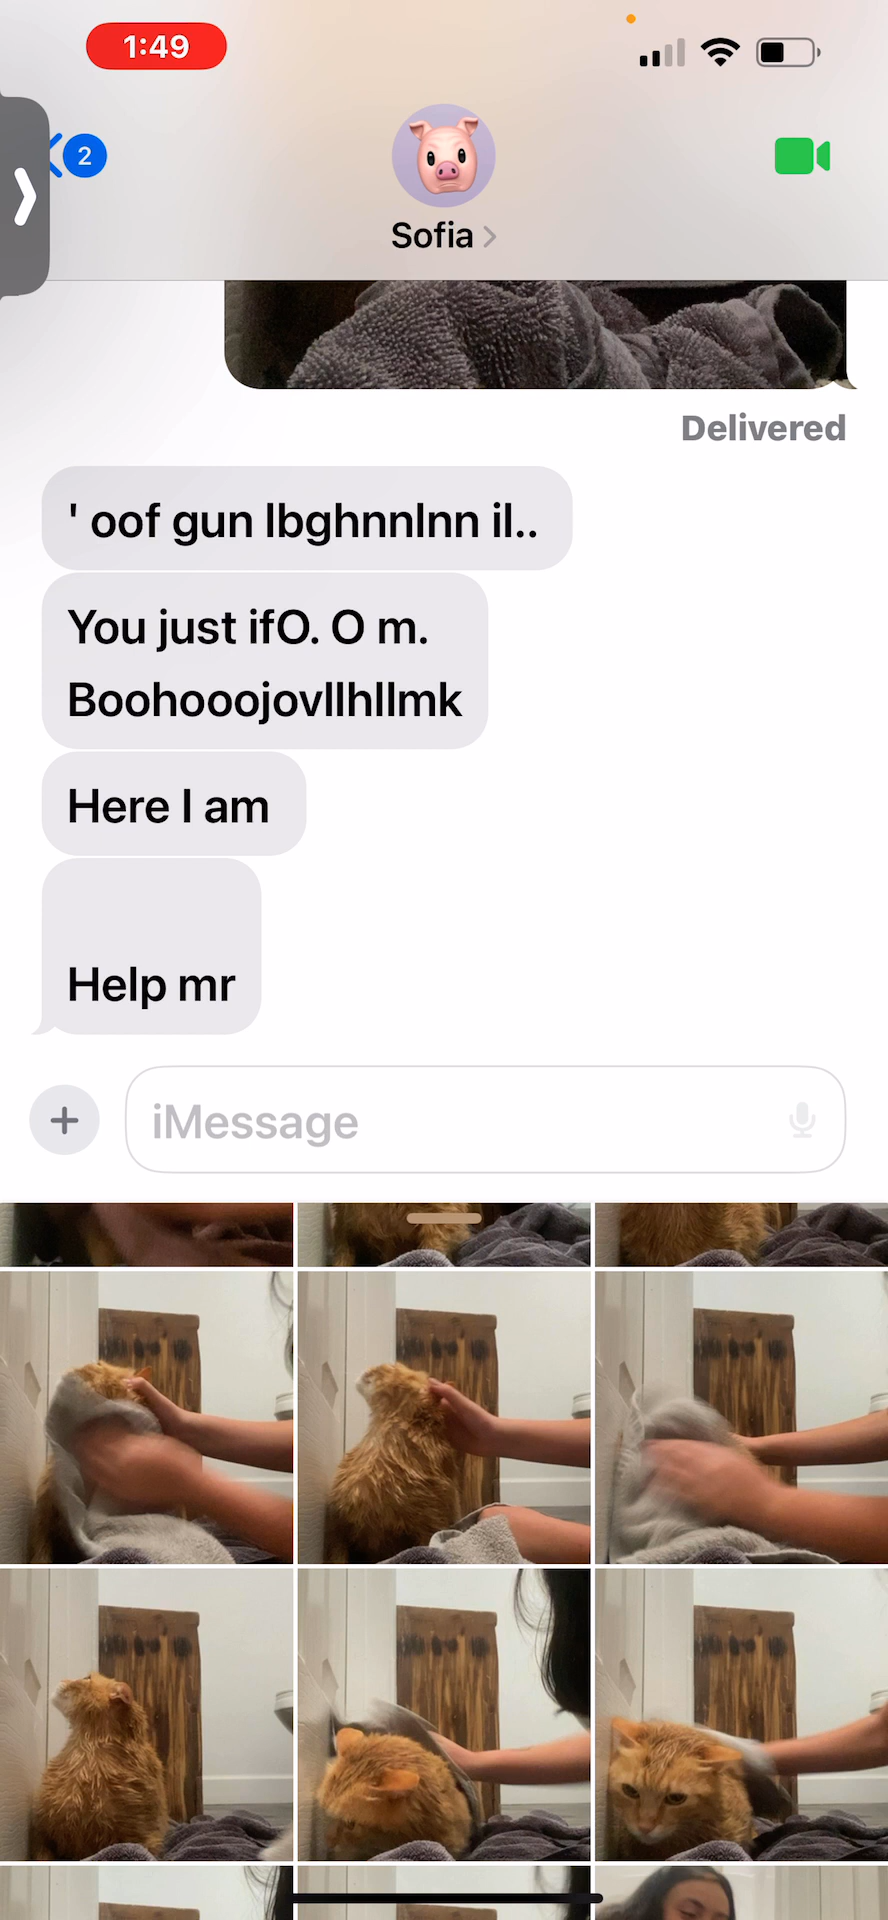 1:49
2
Sofia
Delivered
' oof gun lbghnnlnn il..
You just ifO. O m.
Boohooojovllhllmk
Here I am
Help mr
iMessage